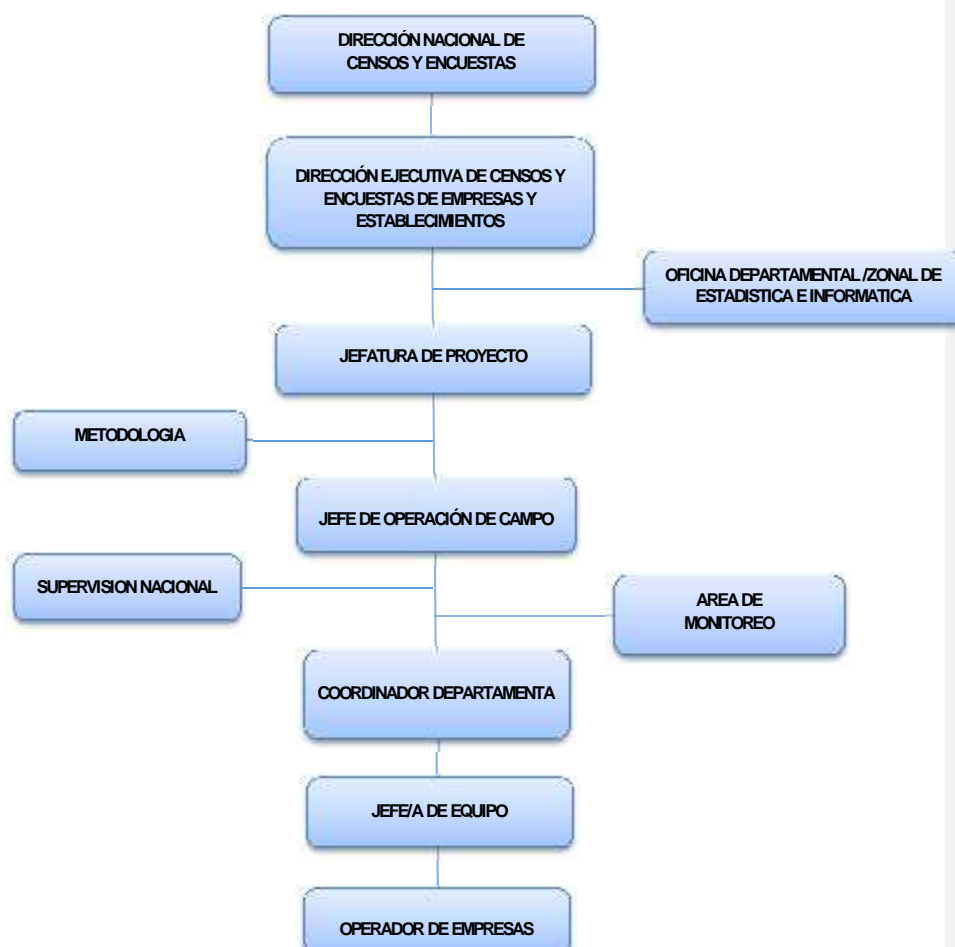 DIRECCIÓN NACIONAL DE
CENSOS Y ENCUESTAS
DIRECCIÓN EJECUTIVA DE CENSOS Y
ENCUESTAS DE EMPRESAS Y
ESTABLECIMIENTOS
OFICINA DEPARTAMENTAL /ZONAL DE
ESTADISTICA E INFORMATICA
JEFATURA DE PROYECTO
METODOLOGIA
JEFE DE OPERACIÓN DE CAMPO
SUPERVISION NACIONAL
AREA DE
MONITOREO
COORDINADOR DEPARTAMENTA
JEFE/A DE EQUIPO
OPERADOR DE EMPRESAS